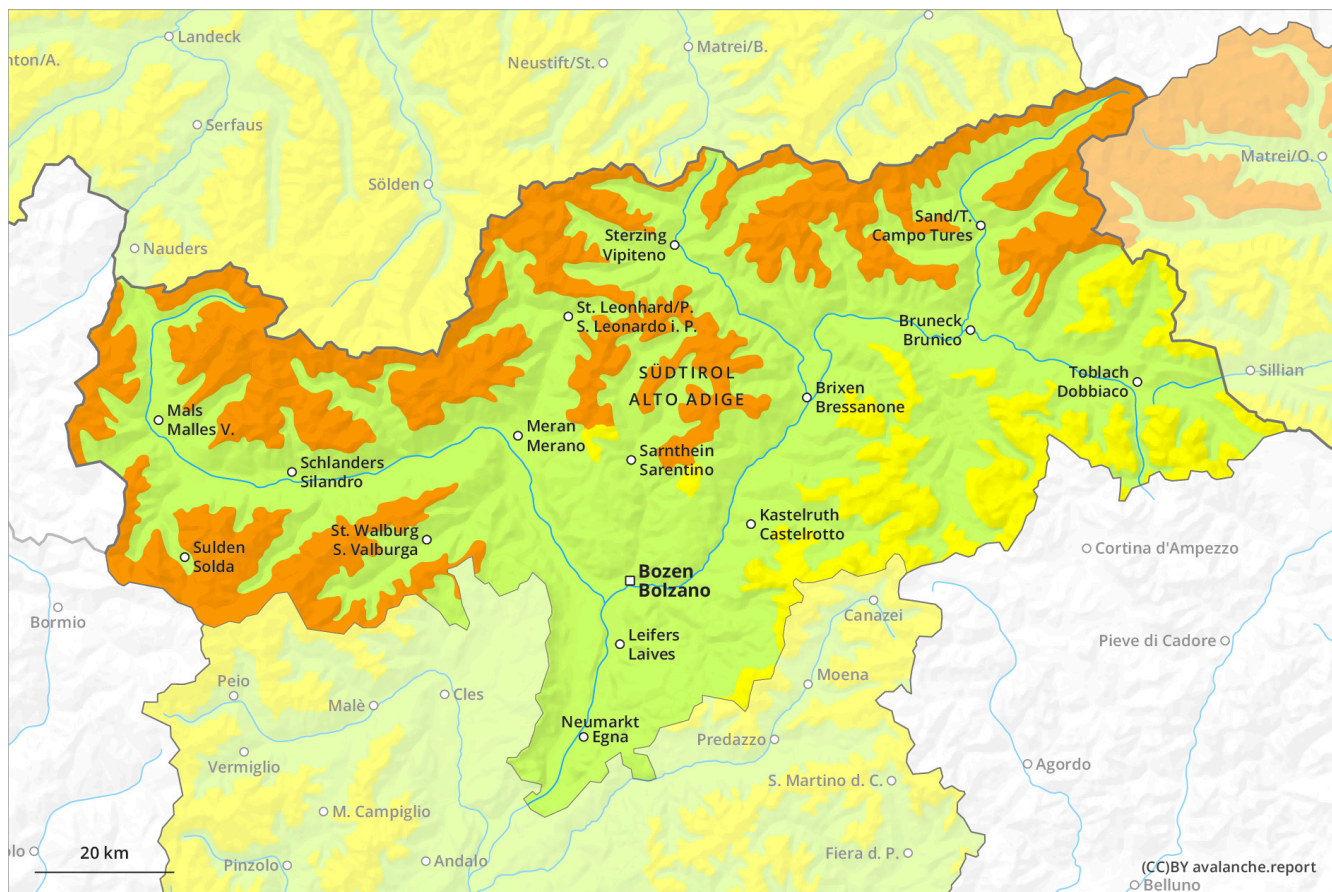 Landeck
nton/A.
Matrei/B.
Neustift/St.
Serfaus
Matrei/O.
Sölden
Sand/T.
Campo Tures
Sterzing
Vipiteno
Nauders
St. Leonhard/P.
S. Leonardo i. P.
Bruneck
Brunico
SÜDTIROL
ALTO ADIGE
Toblach
Dobbiaco
Sillian
Brixen
Bressanone
Mals
Malles V.
Meran
Merano
Sarnthein
Sarentino
Schlanders
Silandro
Kastelruth
Castelrotto
St. Walburg
S. Valburga
Sulden
Solda
Cortina d'Ampezzo
Bozen
Bolzano
Bormio
Canazei
Leifers
Laives
Pieve di Cadore
Moena
Peio
Cles
Malè
Neumarkt
Egna
Predazzo
Vermiglio
Agordo
S. Martino d. C.
M. Campiglio
olo
20 km
Andalo
Fiera d. P.
Pinzolo
(CC)BY avalanche.report
Belluno